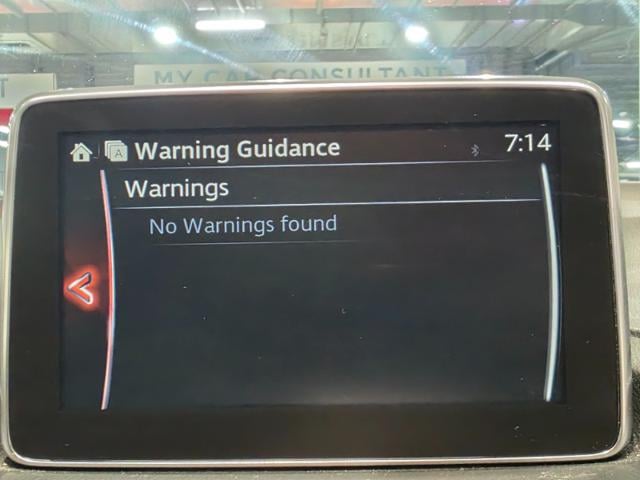 MY CAR CONSULTANT
T
A Warning Guidance 7:14
Warnings
No Warnings found